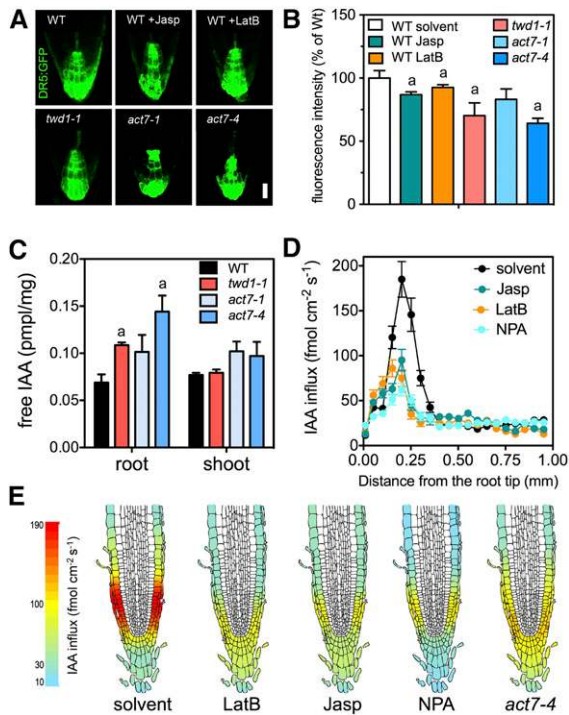 A
WT
WT +Jasp
WT +LatB
DR5:GFP
twd1-1
act7-1
act7-4
B
WT solvent
WT Jasp
WT LatB
twd1-1
act7-1
act7-4
fluorescence intensity (% of Wt)
150
100
75
50
25
0
a
a
a
a
C
WT
twd1-1
act7-1
act7-4
free IAA (pmpl/mg)
0.20
0.15
0.10
0.05
0.00
a
a
root
shoot
D
solvent
Jasp
LatB
NPA
IAA influx (fmol cm⁻² s⁻¹)
200
150
100
50
0
0.00
0.25
0.50
0.75
1.00
Distance from the root tip (mm)
E
190
100
30
10
IAA influx (fmol cm⁻² s⁻¹)
solvent
LatB
Jasp
NPA
act7-4